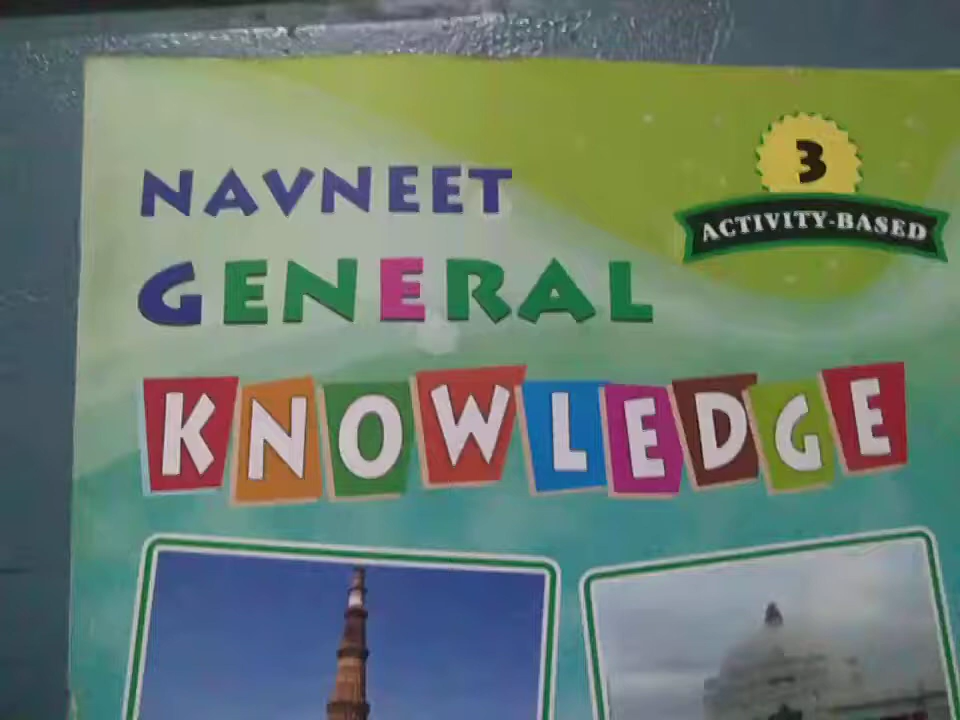 NAVNEET
3
ACTIVITY-BASED
GENERAL
KNOWLEDGE